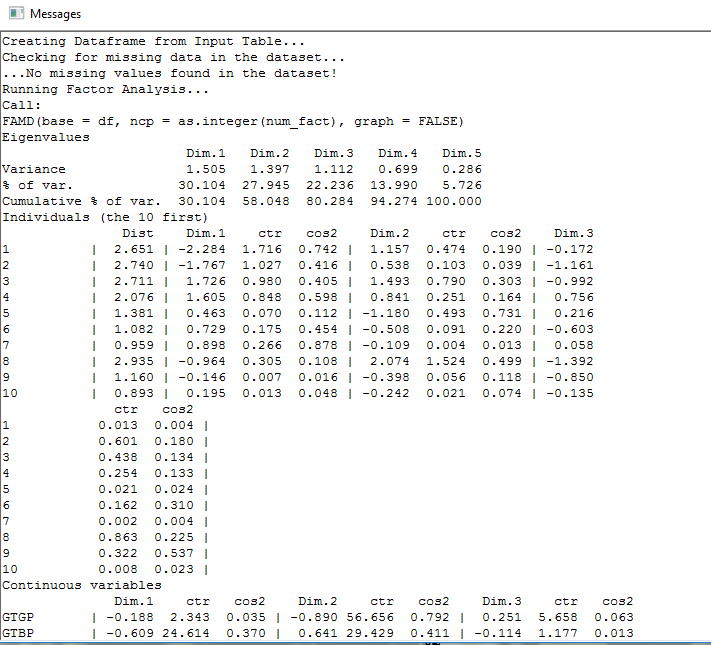 Messages
Creating Dataframe from Input Table...
Checking for missing data in the dataset...
...No missing values found in the dataset!
Running Factor Analysis...
Call:
FAMD(base = df, ncp = as.integer(num_fact), graph = FALSE)
Eigenvalues
                       Dim.1   Dim.2   Dim.3   Dim.4   Dim.5
Variance               1.505   1.397   1.112   0.699   0.286
% of var.             30.104  27.945  22.236  13.990   5.726
Cumulative % of var.  30.104  58.048  80.284  94.274 100.000
Individuals (the 10 first)
               Dist    Dim.1    ctr   cos2    Dim.2    ctr   cos2    Dim.3
1          |  2.651 | -2.284  1.716  0.742 |  1.157  0.474  0.190 | -0.172
2          |  2.740 | -1.767  1.027  0.416 |  0.538  0.103  0.039 | -1.161
3          |  2.711 |  1.726  0.980  0.405 |  1.493  0.790  0.303 | -0.992
4          |  2.076 |  1.605  0.848  0.598 |  0.841  0.251  0.164 |  0.756
5          |  1.381 |  0.463  0.070  0.112 | -1.180  0.493  0.731 |  0.216
6          |  1.082 |  0.729  0.175  0.454 | -0.508  0.091  0.220 | -0.603
7          |  0.959 |  0.898  0.266  0.878 | -0.109  0.004  0.013 |  0.058
8          |  2.935 | -0.964  0.305  0.108 |  2.074  1.524  0.499 | -1.392
9          |  1.160 | -0.146  0.007  0.016 | -0.398  0.056  0.118 | -0.850
10         |  0.893 |  0.195  0.013  0.048 | -0.242  0.021  0.074 | -0.135
              ctr   cos2
1           0.013  0.004 |
2           0.601  0.180 |
3           0.438  0.134 |
4           0.254  0.133 |
5           0.021  0.024 |
6           0.162  0.310 |
7           0.002  0.004 |
8           0.863  0.225 |
9           0.322  0.537 |
10          0.008  0.023 |
Continuous variables
              Dim.1    ctr   cos2    Dim.2    ctr   cos2    Dim.3    ctr   cos2
GTGP       | -0.188  2.343  0.035 | -0.890 56.656  0.792 |  0.251  5.658  0.063
GTBP       | -0.609 24.614  0.370 |  0.641 29.429  0.411 | -0.114  1.177  0.013